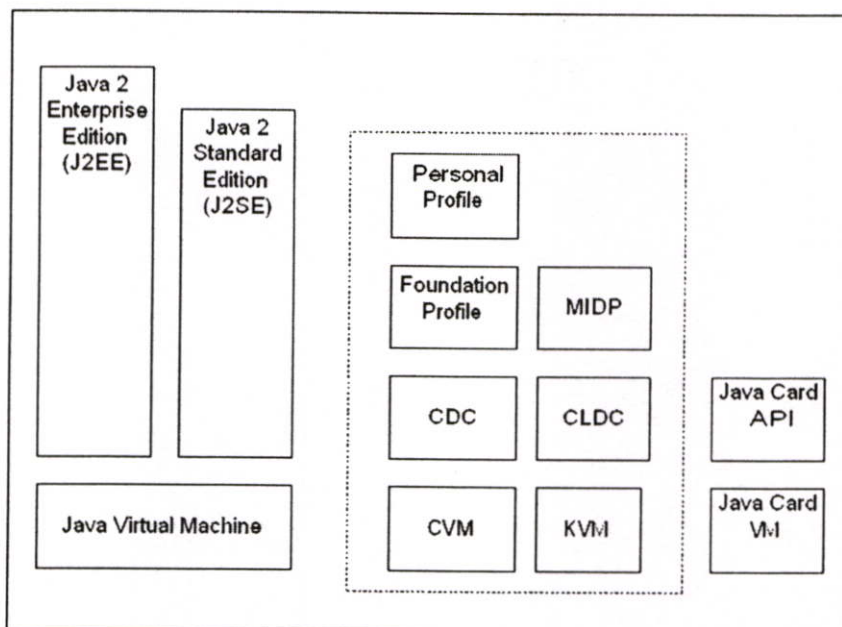 Java 2
Enterprise
Edition
(J2EE)
Java 2
Standard
Edition
(J2SE)
Personal
Profile
Foundation
Profile
MIDP
CDC
CLDC
Java Card
API
Java Virtual Machine
CVM
KVM
Java Card
VM